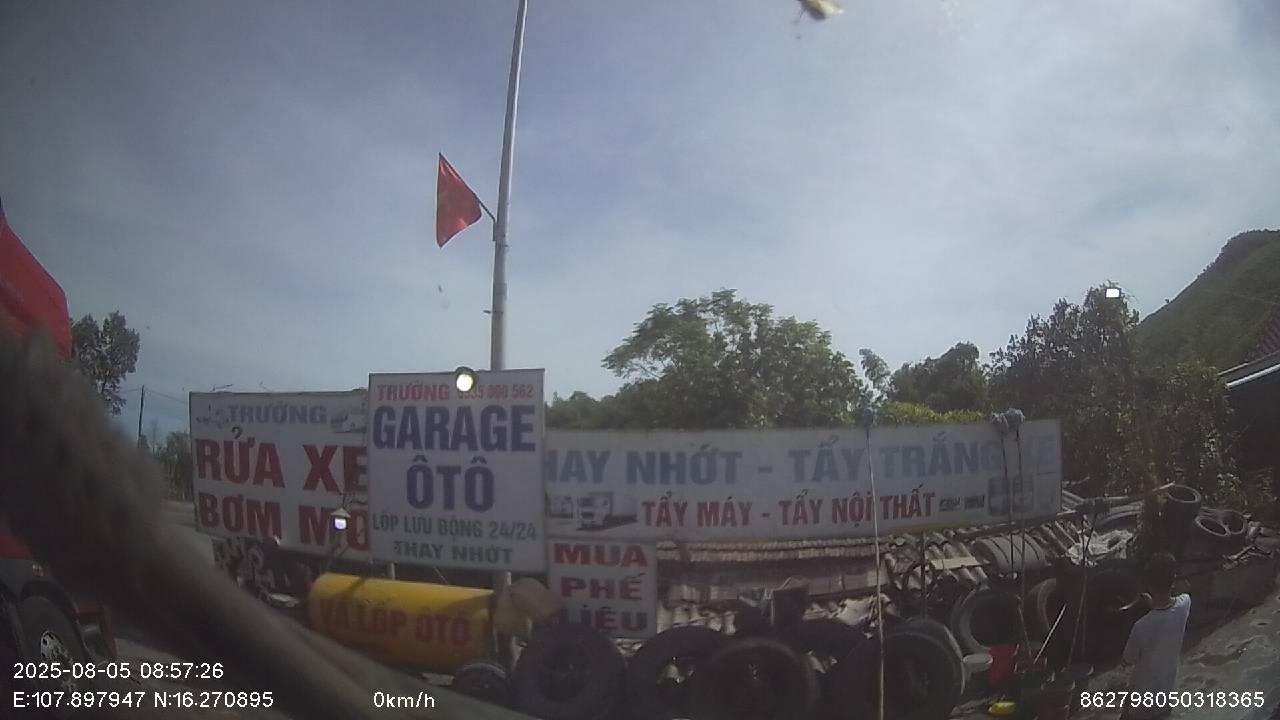 TRƯỜNG
RỬA XE
BƠM MỠ
TRƯỜNG 000 562
GARAGE
ÔTÔ
LỐP LƯU ĐỘNG 24/24
THAY NHỚT
HAY NHỚT - TẨY TRẮNG XE
TẨY MÁY - TẨY NỘI THẤT
MUA
PHẾ
LIỆU
VÁ LỐP ÔTÔ
2025-08-05 08:57:26
E:107.897947 N:16.270895 0km/h 862798050318365